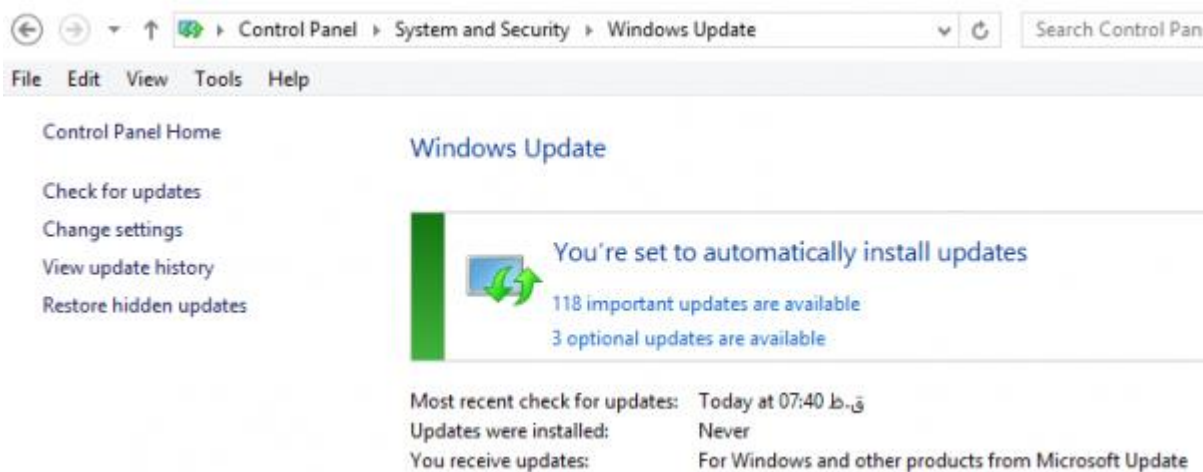 Control Panel ▸ System and Security ▸ Windows Update
Search Control Pan
File Edit View Tools Help
Control Panel Home
Windows Update
Check for updates
Change settings
View update history
Restore hidden updates
You're set to automatically install updates
118 important updates are available
3 optional updates are available
Most recent check for updates: Today at 07:40 ق.ظ
Updates were installed: Never
You receive updates: For Windows and other products from Microsoft Update